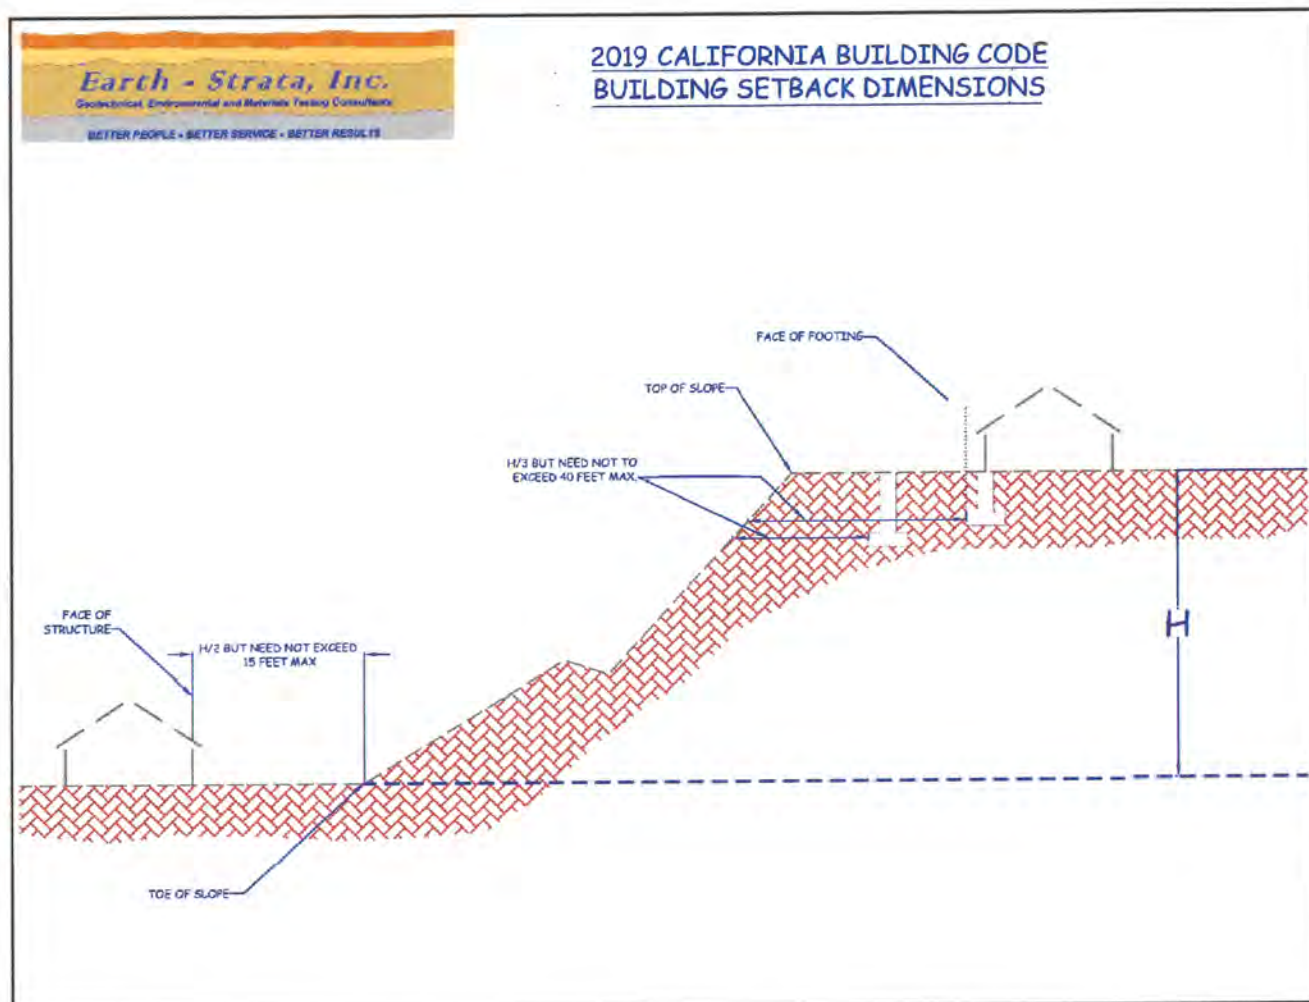 Earth - Strata, Inc.
Geotechnical, Environmental and Materials Testing Consultants
BETTER PEOPLE • BETTER SERVICE • BETTER RESULTS
2019 CALIFORNIA BUILDING CODE
BUILDING SETBACK DIMENSIONS
FACE OF FOOTING
TOP OF SLOPE
H/3 BUT NEED NOT TO
EXCEED 40 FEET MAX.
FACE OF
STRUCTURE
H/2 BUT NEED NOT EXCEED
15 FEET MAX
H
TOE OF SLOPE